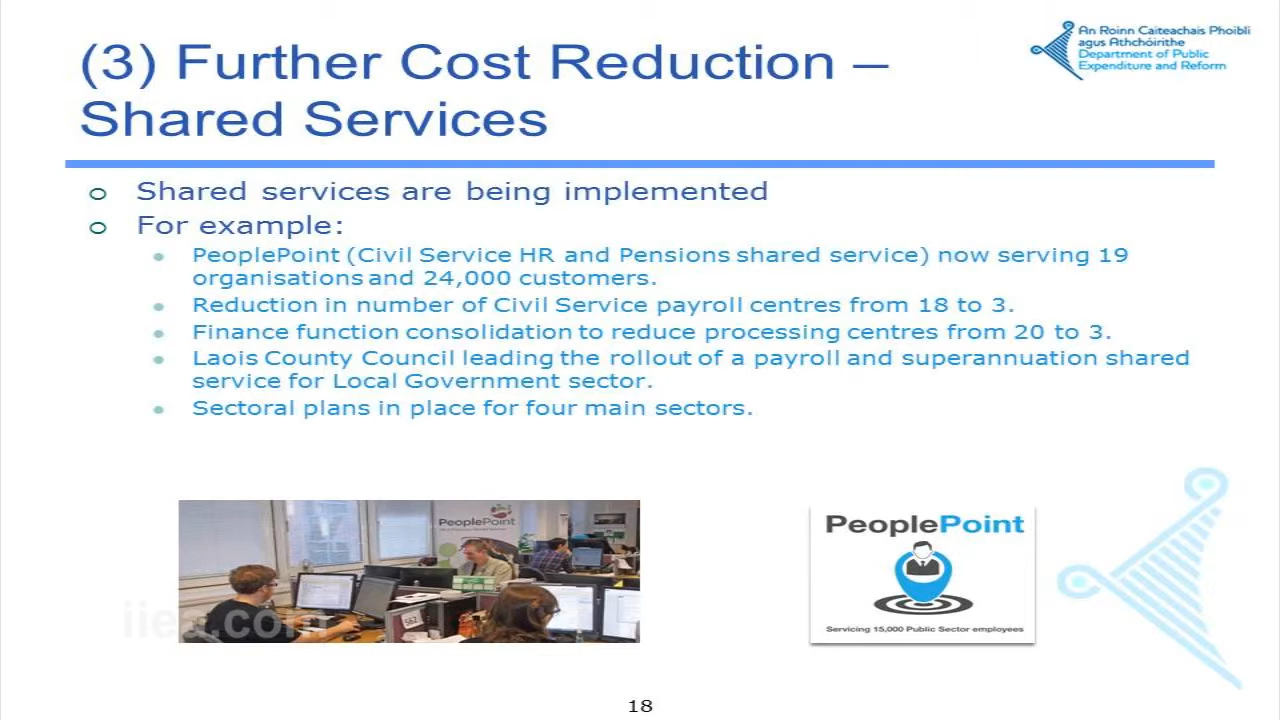 (3) Further Cost Reduction –
Shared Services
An Roinn Caiteachais Phoiblí
agus Athchóirithe
Department of Public
Expenditure and Reform
Shared services are being implemented
For example:
PeoplePoint (Civil Service HR and Pensions shared service) now serving 19
organisations and 24,000 customers.
Reduction in number of Civil Service payroll centres from 18 to 3.
Finance function consolidation to reduce processing centres from 20 to 3.
Laois County Council leading the rollout of a payroll and superannuation shared
service for Local Government sector.
Sectoral plans in place for four main sectors.
PeoplePoint
562
iiea.com
PeoplePoint
Servicing 15,000 Public Sector employees
18